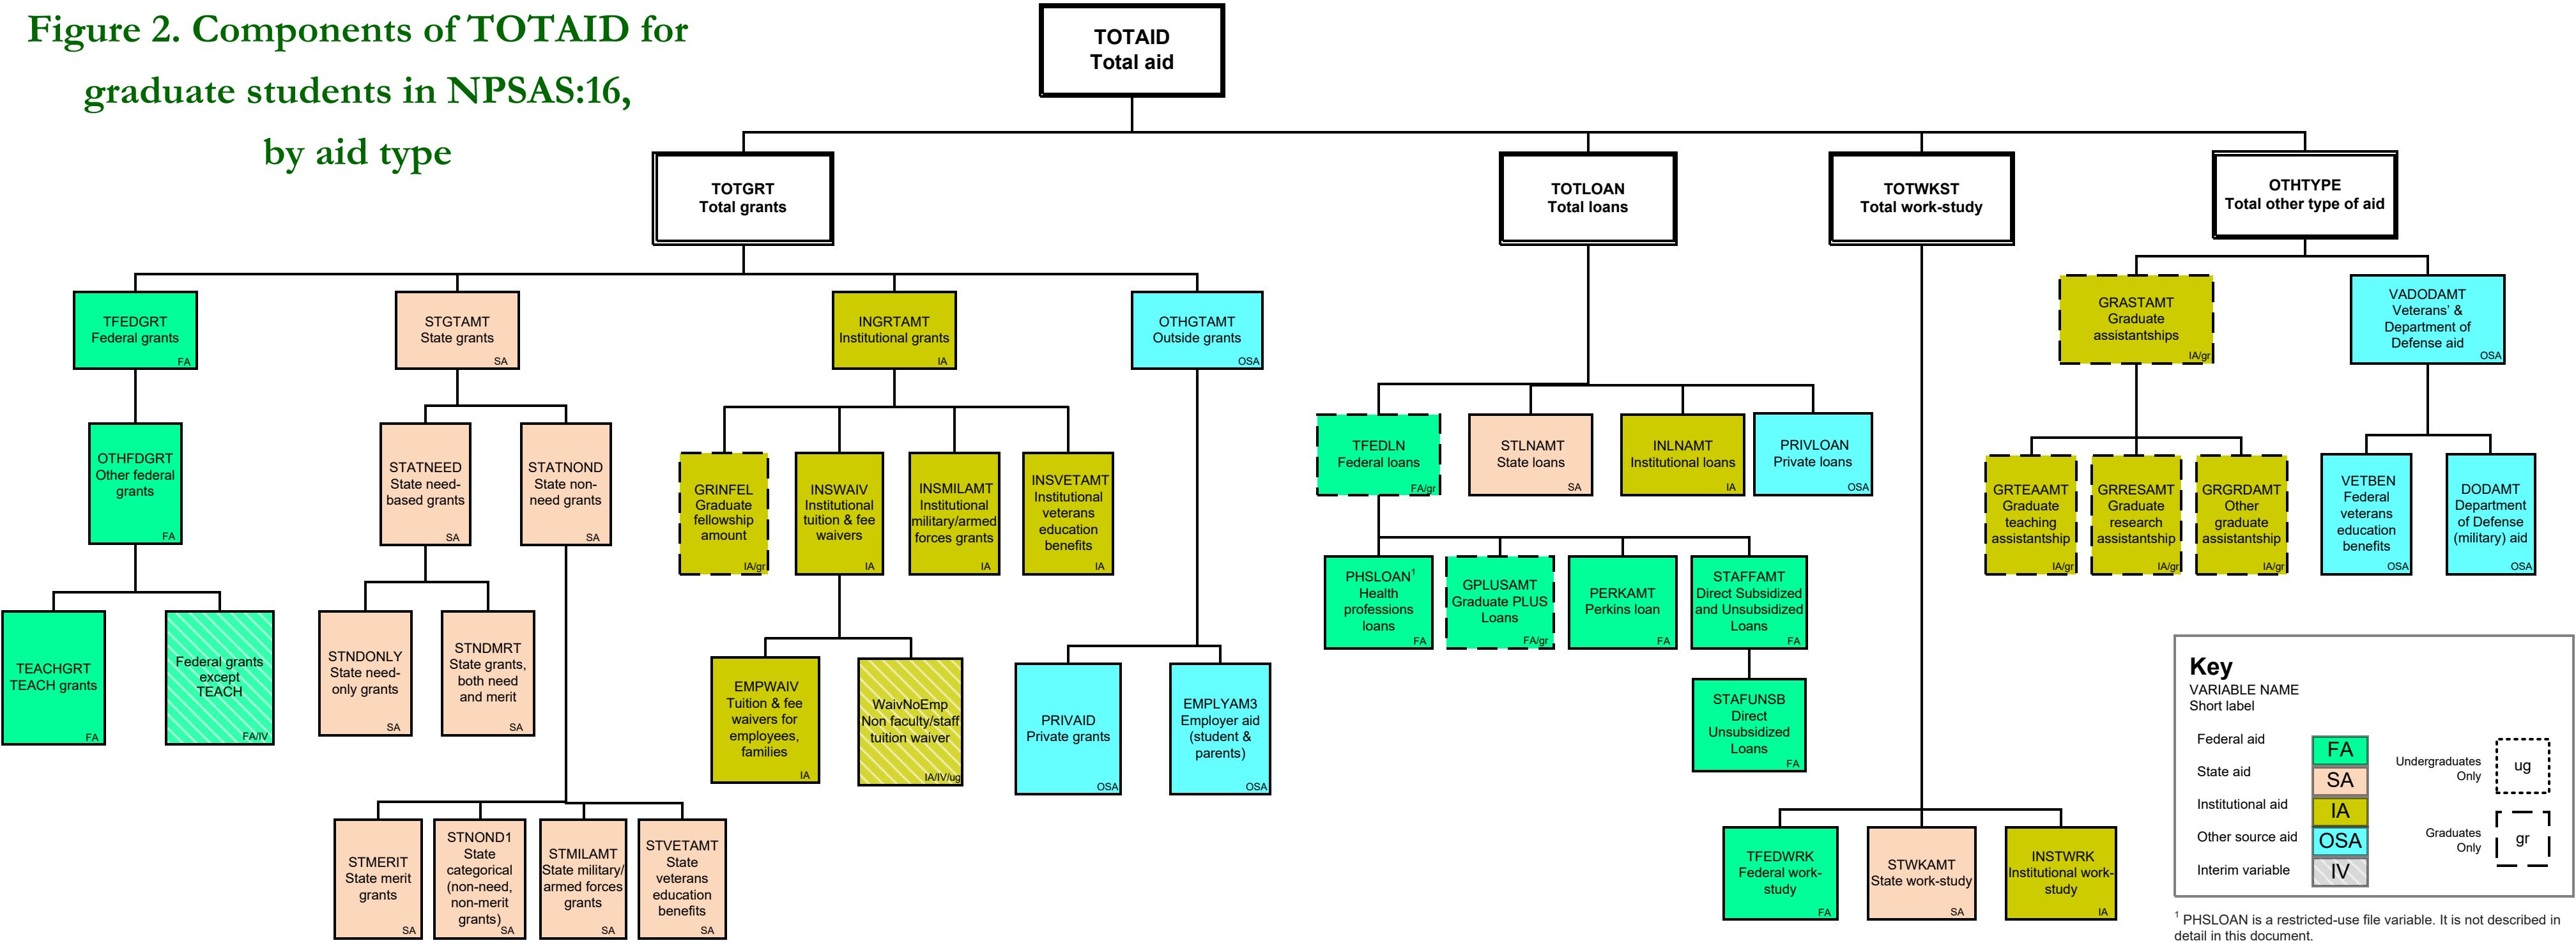 Figure 2. Components of TOTAID for
graduate students in NPSAS:16,
by aid type
TOTAID
Total aid
TOTGRT
Total grants
TOTLOAN
Total loans
TOTWKST
Total work-study
OTHTYPE
Total other type of aid
TFEDGRT
Federal grants
FA
STGTAMT
State grants
SA
INGRTAMT
Institutional grants
IA
OTHGTAMT
Outside grants
OSA
GRASTAMT
Graduate
assistantships
IA/gr
VADODAMT
Veterans' &
Department of
Defense aid
OSA
OTHFDGRT
Other federal
grants
FA
STATNEED
State need-
based grants
SA
STATNOND
State non-
need grants
SA
GRINFEL
Graduate
fellowship
amount
IA/gr
INSWAIV
Institutional
tuition & fee
waivers
IA
INSMILAMT
Institutional
military/armed
forces grants
IA
INSVETAMT
Institutional
veterans
education
benefits
IA
TFEDLN
Federal loans
FA/gr
STLNAMT
State loans
SA
INLNAMT
Institutional loans
IA
PRIVLOAN
Private loans
OSA
GRTEAAMT
Graduate
teaching
assistantship
IA/gr
GRRESAMT
Graduate
research
assistantship
IA/gr
GRGRDAMT
Other
graduate
assistantship
IA/gr
VETBEN
Federal
veterans
education
benefits
OSA
DODAMT
Department
of Defense
(military) aid
OSA
PHSLOAN1
Health
professions
loans
FA
GPLUSAMT
Graduate PLUS
Loans
FA/gr
PERKAMT
Perkins loan
FA
STAFFAMT
Direct Subsidized
and Unsubsidized
Loans
FA
STAFUNSB
Direct
Unsubsidized
Loans
FA
TEACHGRT
TEACH grants
FA
Federal grants
except
TEACH
FA/IV
STNDONLY
State need-
only grants
SA
STNDMRT
State grants,
both need
and merit
SA
EMPWAIV
Tuition & fee
waivers for
employees,
families
IA
WaivNoEmp
Non faculty/staff
tuition waiver
IA/IV/ug
PRIVAID
Private grants
OSA
EMPLYAM3
Employer aid
(student &
parents)
OSA
STMERIT
State merit
grants
SA
STNOND1
State
categorical
(non-need,
non-merit
grants)
SA
STMILAMT
State military/
armed forces
grants
SA
STVETAMT
State
veterans
education
benefits
SA
TFEDWRK
Federal work-
study
FA
STWKAMT
State work-study
SA
INSTWRK
Institutional work-
study
IA
Key
VARIABLE NAME
Short label
Federal aid
FA
State aid
SA
Institutional aid
IA
Other source aid
OSA
Interim variable
IV
Undergraduates
Only
ug
Graduates
Only
gr
1 PHSLOAN is a restricted-use file variable. It is not described in
detail in this document.